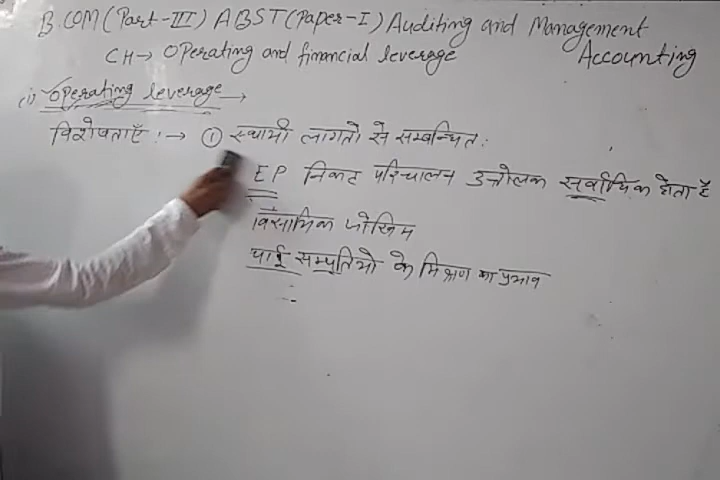 B.COM (Part-III) ABST (Paper-I) Auditing and Management
CH→ Operating and financial leverage Accounting
(i) Operating leverage →
विशेषताएँ :→ ① स्थायी लागतो से सम्बन्धित :
EP निकट परिचालन उत्तोलक सर्वाधिक होता है
जोखिम
सम्पतियो के मिश्रण का प्रभाव